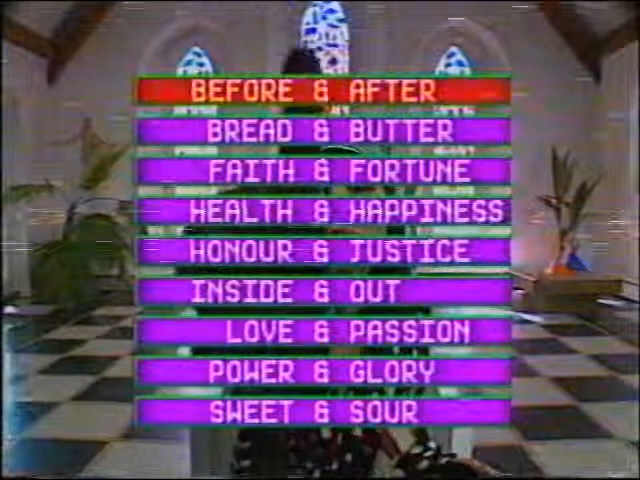 BEFORE & AFTER
BREAD & BUTTER
FAITH & FORTUNE
HEALTH & HAPPINESS
HONOUR & JUSTICE
INSIDE & OUT
LOVE & PASSION
POWER & GLORY
SWEET & SOUR